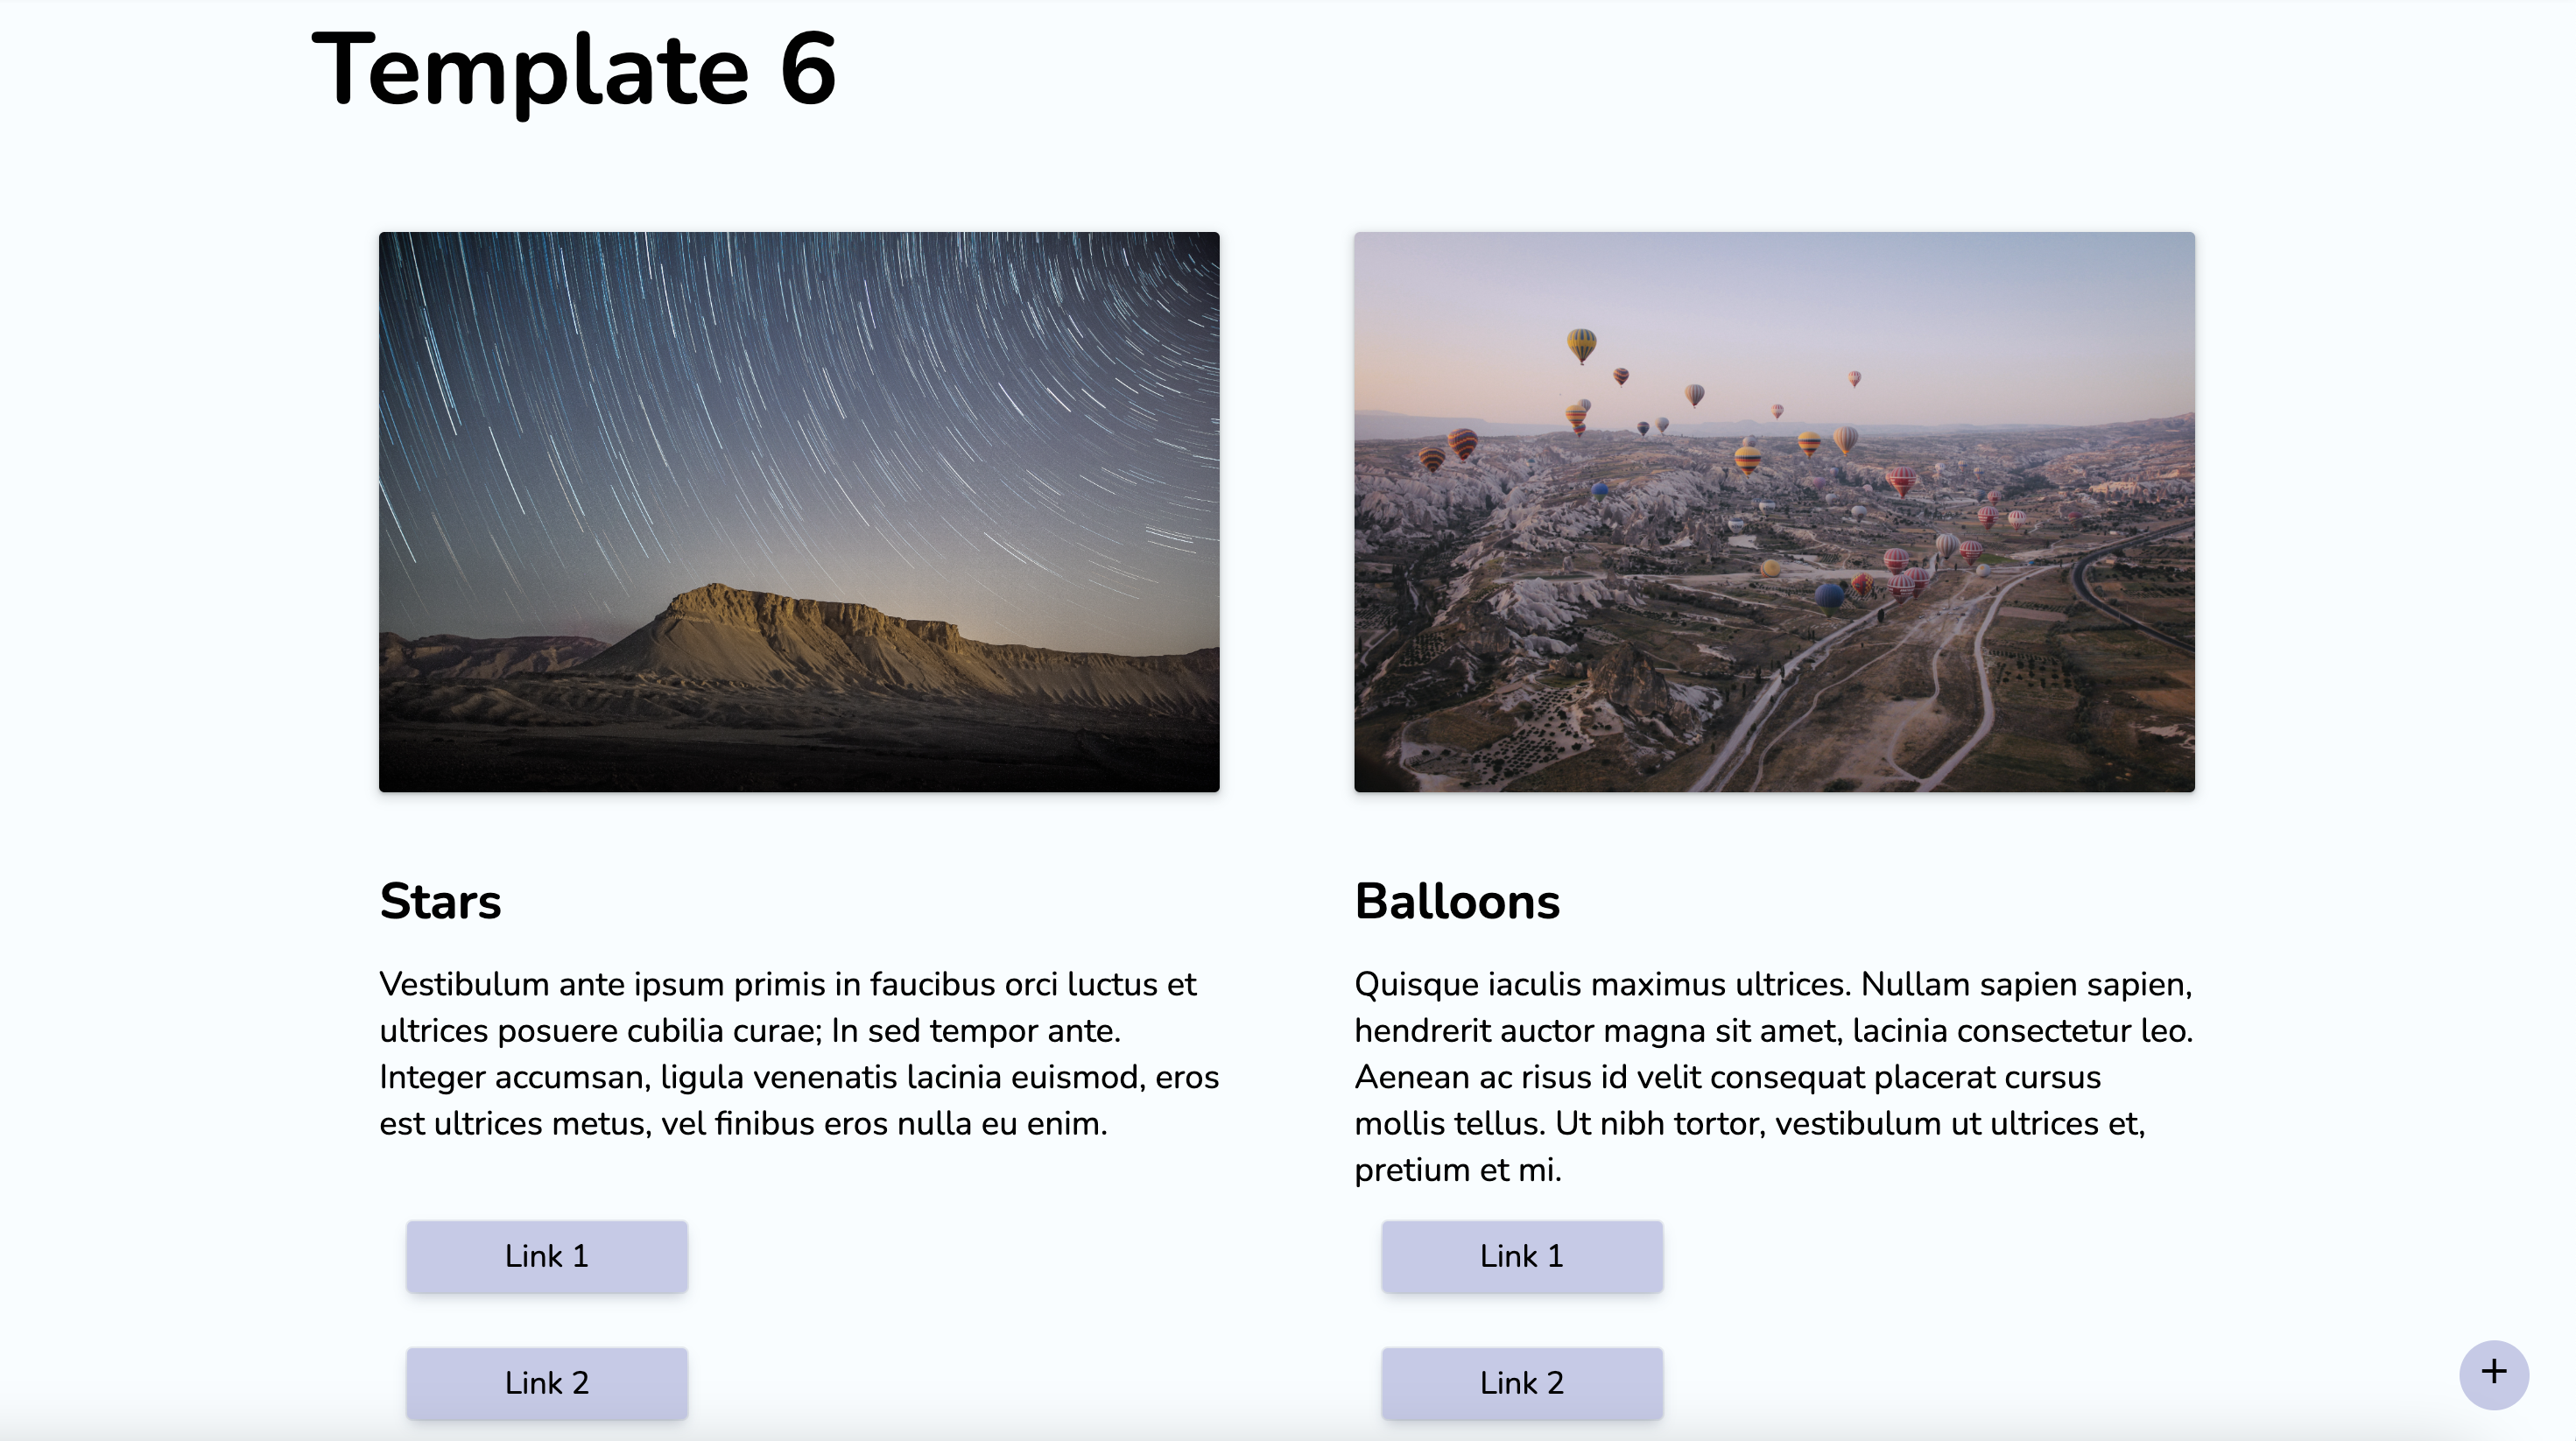 Template 6
Stars
Vestibulum ante ipsum primis in faucibus orci luctus et
ultrices posuere cubilia curae; In sed tempor ante.
Integer accumsan, ligula venenatis lacinia euismod, eros
est ultrices metus, vel finibus eros nulla eu enim.
Link 1
Link 2
Balloons
Quisque iaculis maximus ultrices. Nullam sapien sapien,
hendrerit auctor magna sit amet, lacinia consectetur leo.
Aenean ac risus id velit consequat placerat cursus
mollis tellus. Ut nibh tortor, vestibulum ut ultrices et,
pretium et mi.
Link 1
Link 2
+